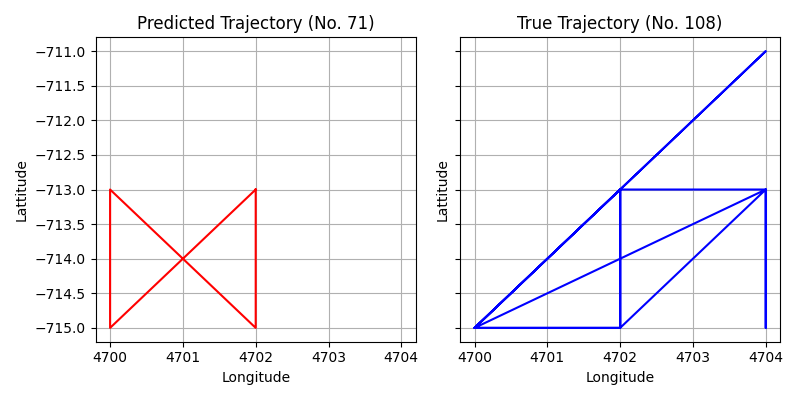 Predicted Trajectory (No. 71)
−711.0
−711.5
−712.0
−712.5
−713.0
−713.5
−714.0
−714.5
−715.0
Lattitude
4700 4701 4702 4703 4704
Longitude
True Trajectory (No. 108)
Lattitude
4700 4701 4702 4703 4704
Longitude